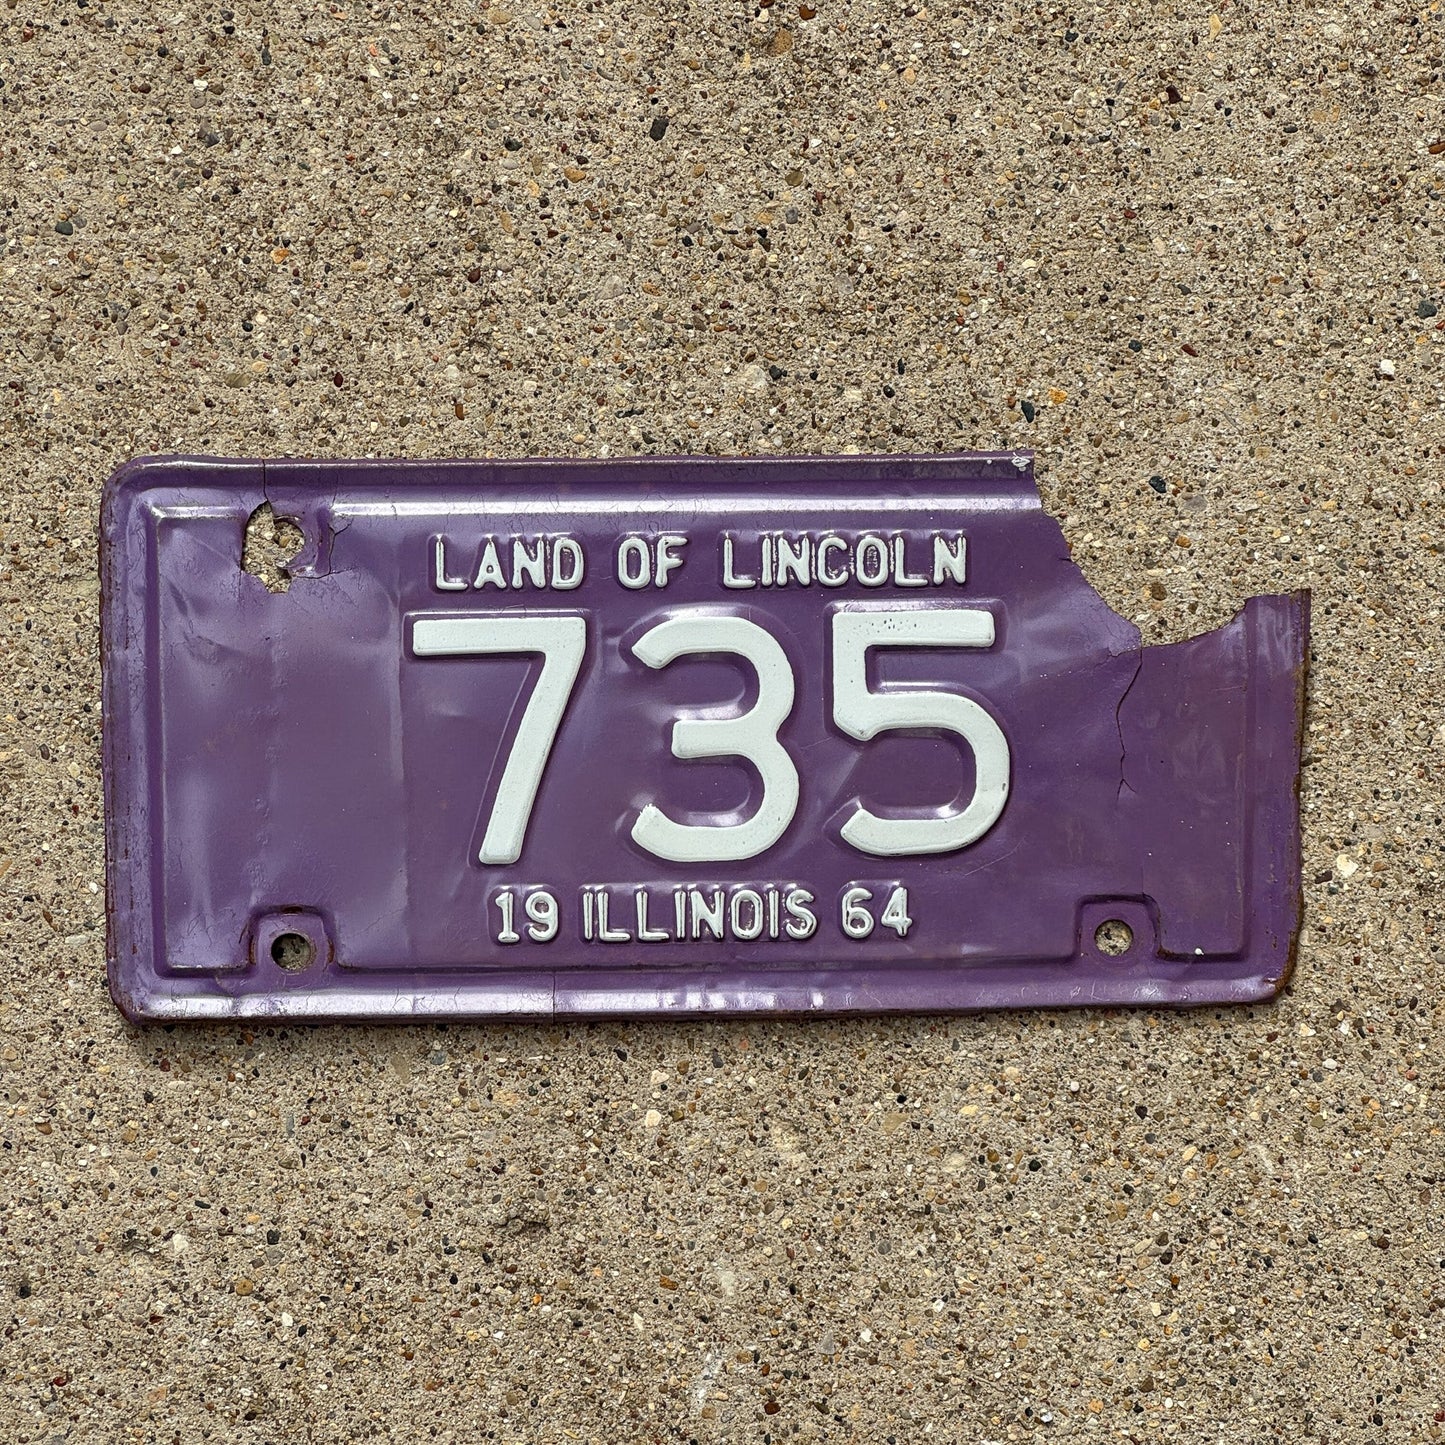 LAND OF LINCOLN
735
19 ILLINOIS 64